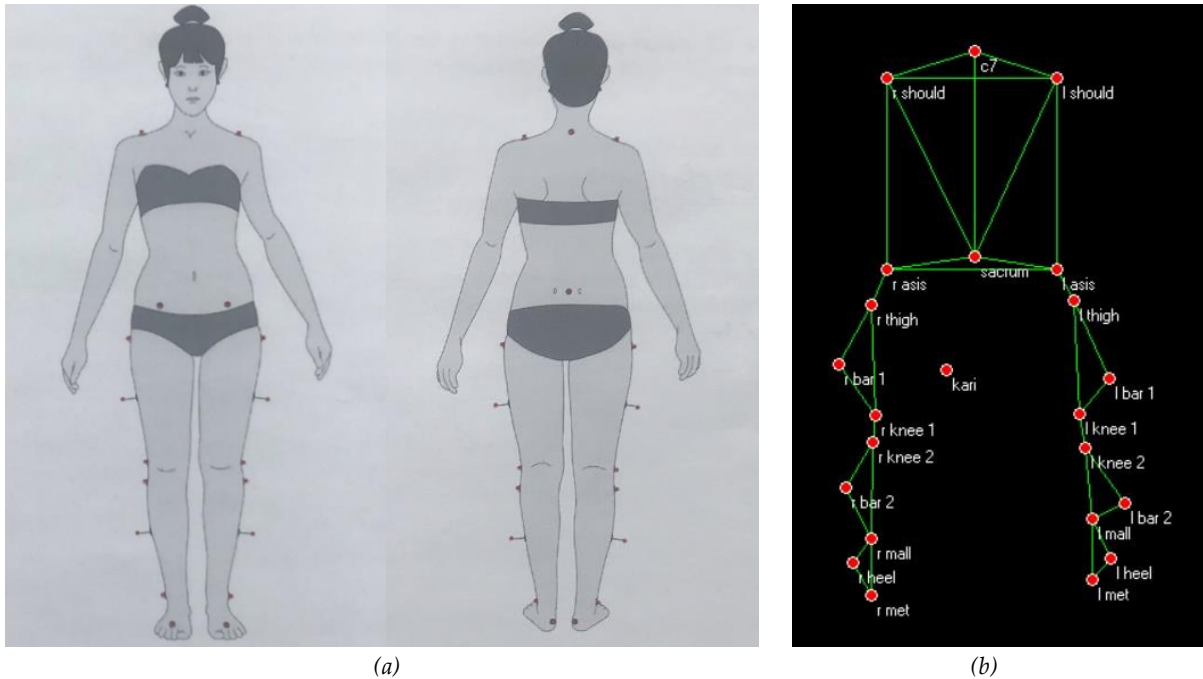 c7
r should
l should
sacrum
r asis
l asis
r thigh
l thigh
r bar 1
kari
l bar 1
r knee 1
l knee 1
r knee 2
l knee 2
r bar 2
l bar 2
l mall
r mall
r heel
l heel
l met
r met
(a)
(b)